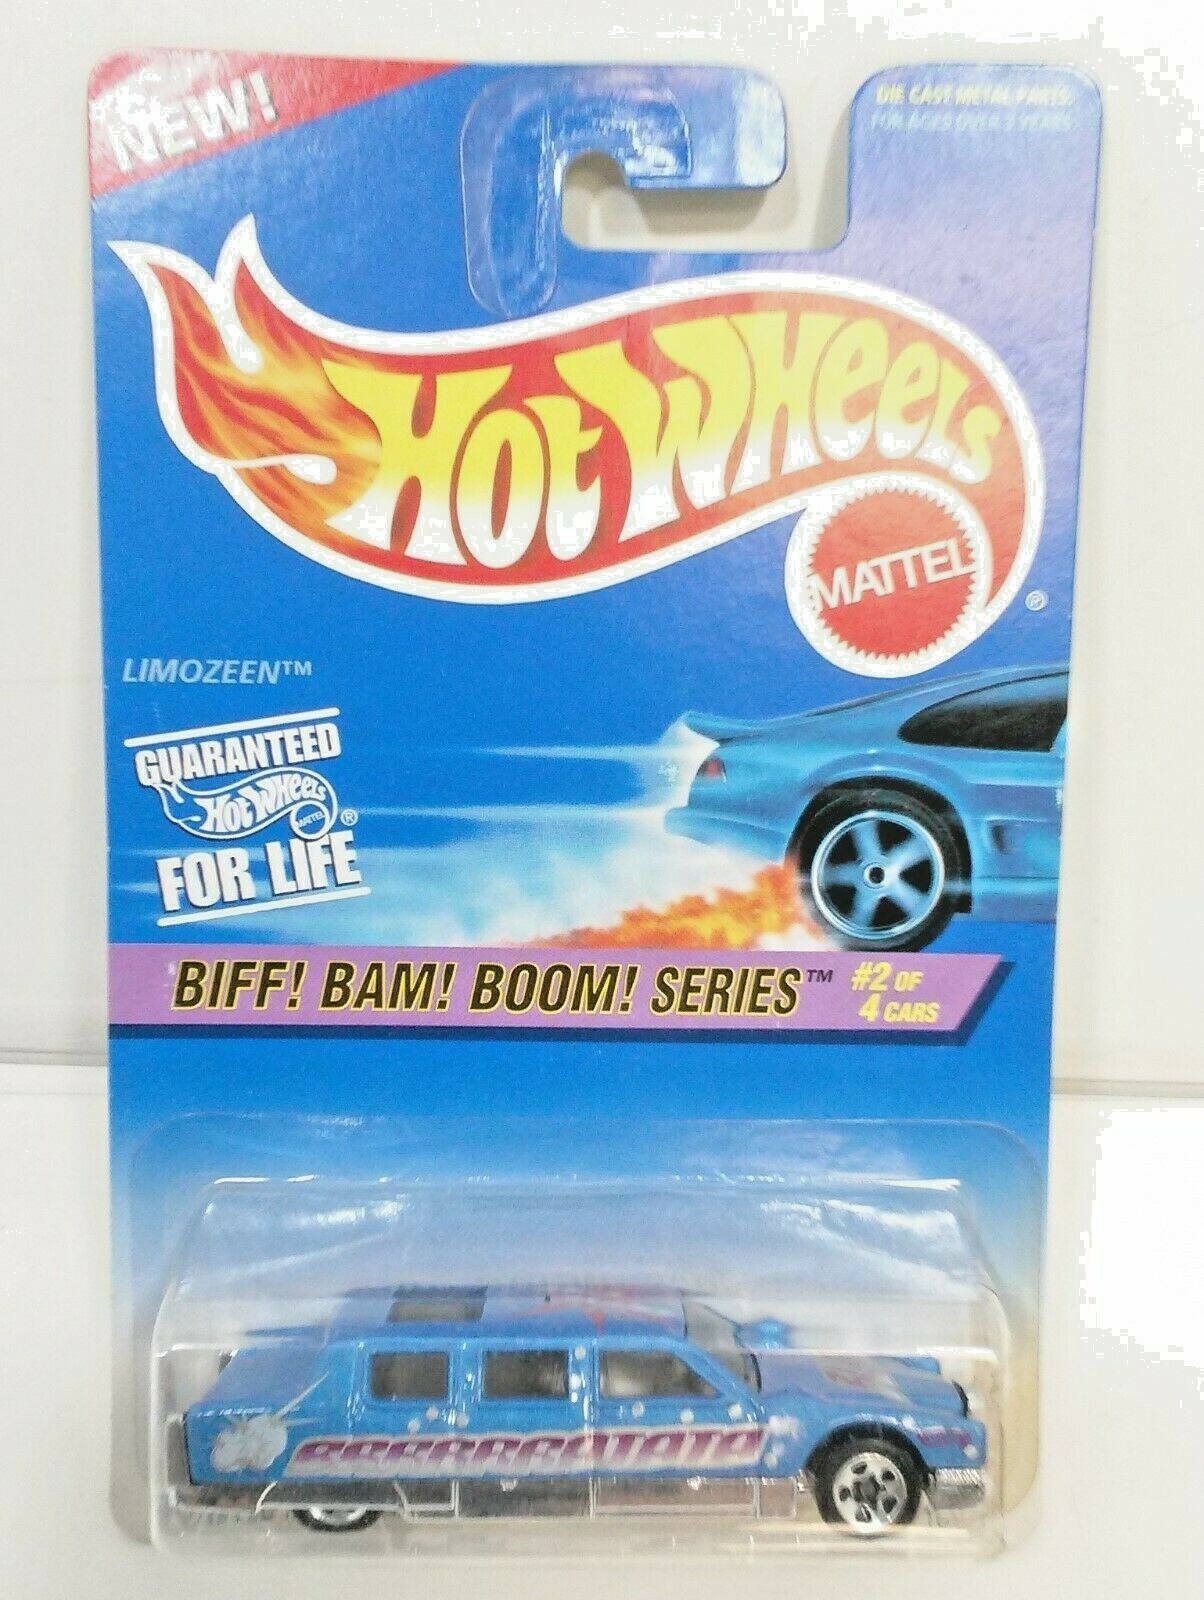 NEW!
DIE CAST METAL PARTS.
FOR AGES OVER 3 YEARS.
HOT WHEELS
MATTEL
®
LIMOZEEN™
GUARANTEED
HOT WHEELS
MATTEL
®
FOR LIFE
BIFF! BAM! BOOM! SERIES™
#2 OF
4 CARS